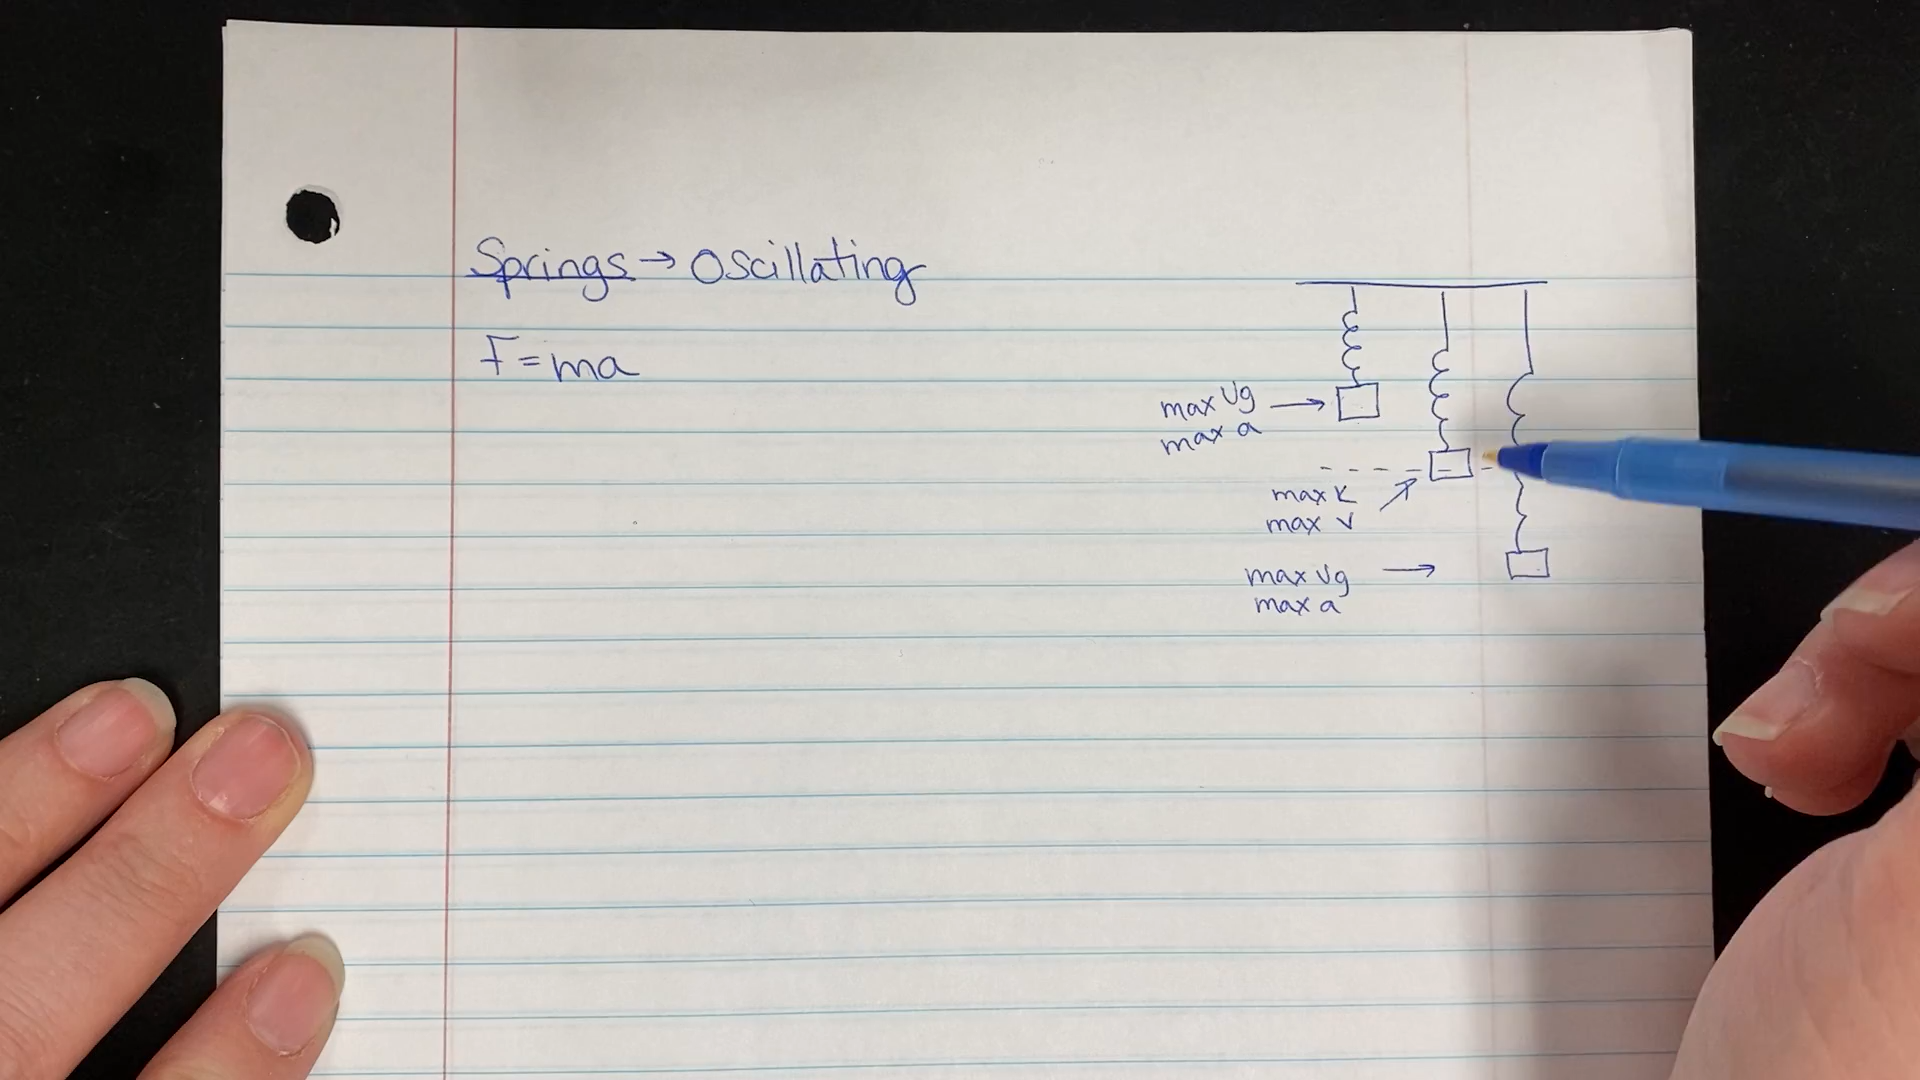 Springs → Oscillating
F = ma
max Ug →
max a
max K
max v
max Ug →
max a